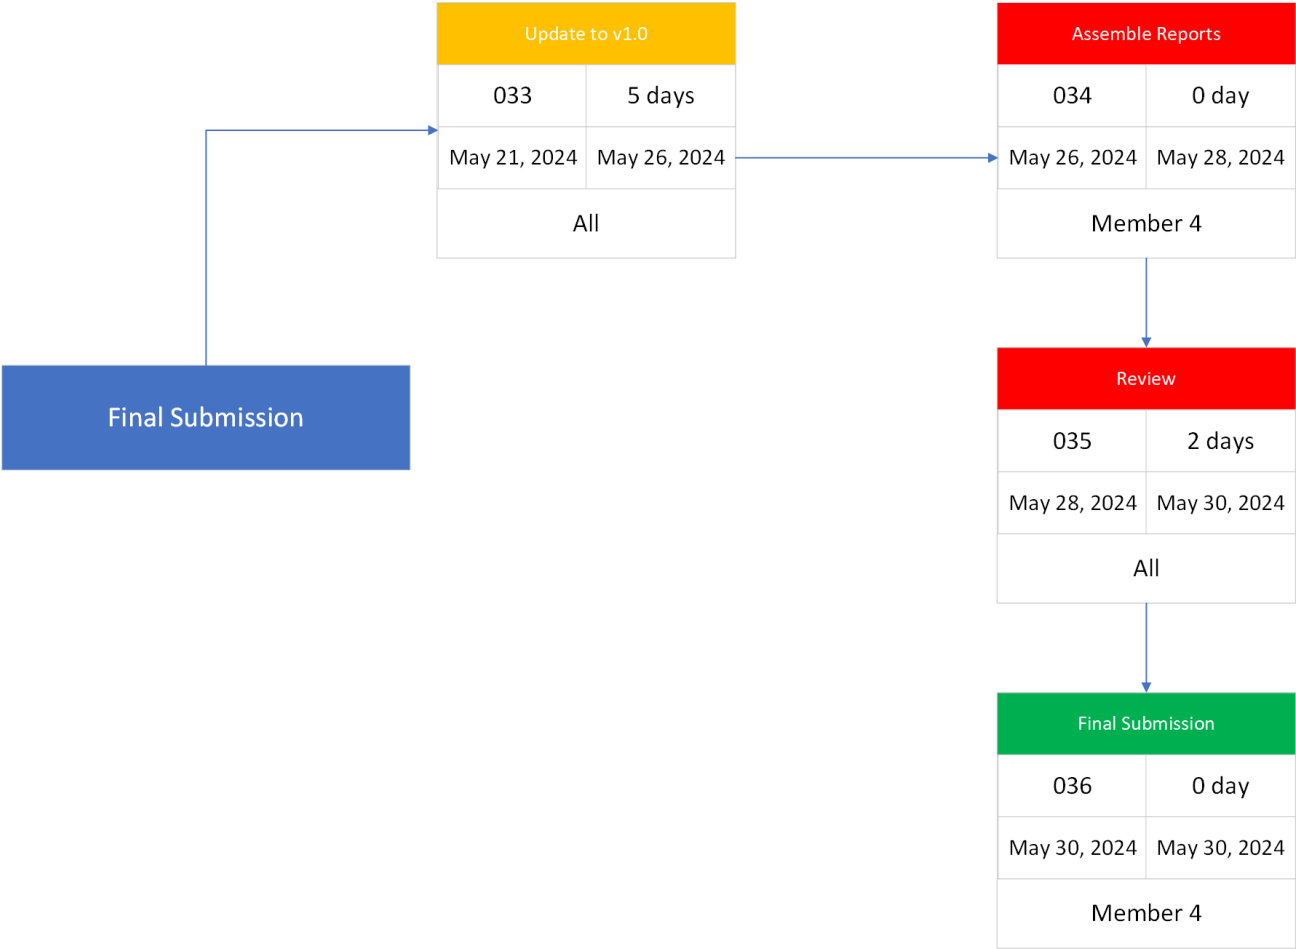 Update to v1.0
033 5 days
May 21, 2024 May 26, 2024
All
Assemble Reports
034 0 day
May 26, 2024 May 28, 2024
Member 4
Final Submission
Review
035 2 days
May 28, 2024 May 30, 2024
All
Final Submission
036 0 day
May 30, 2024 May 30, 2024
Member 4